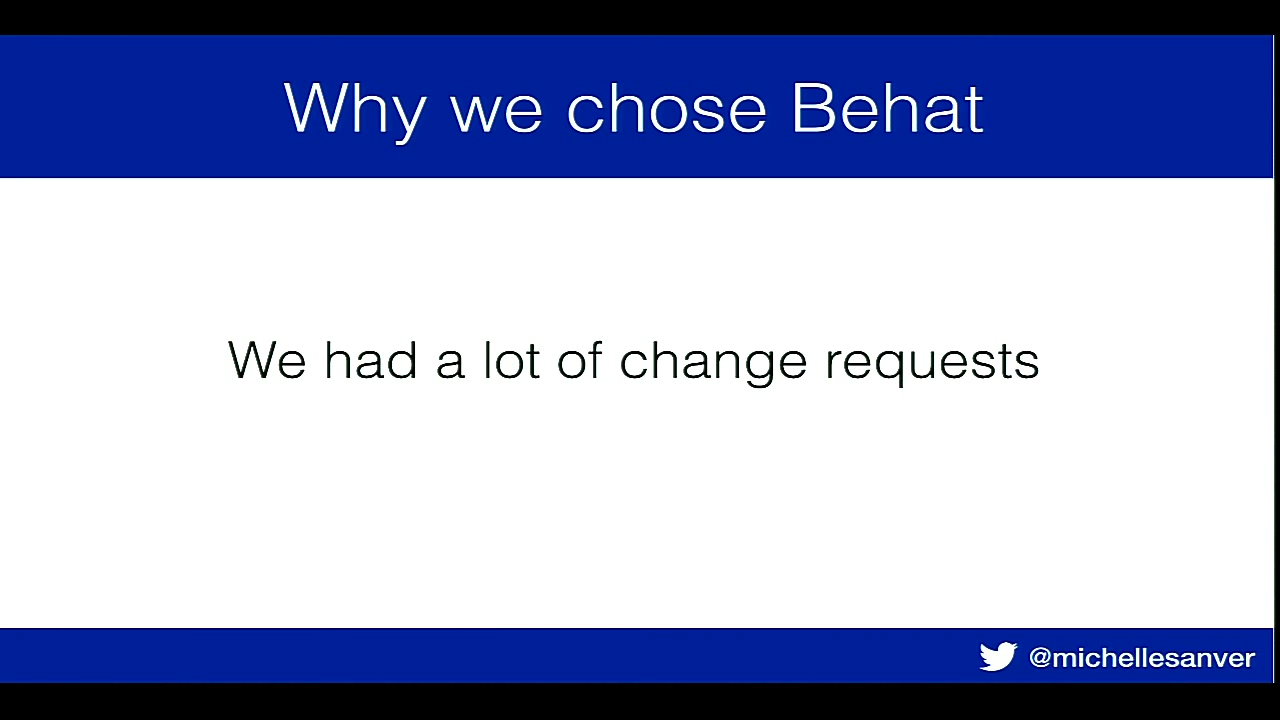 Why we chose Behat
We had a lot of change requests
@michellesanver